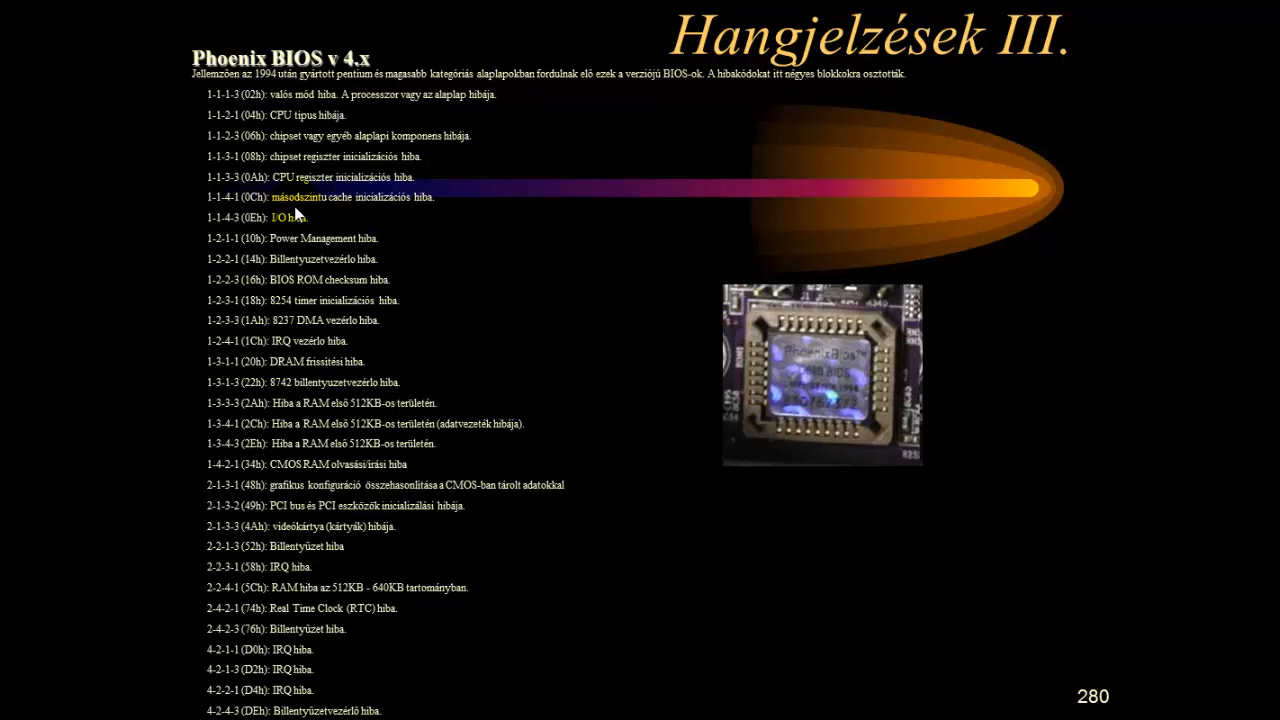 Hangjelzések III.
Phoenix BIOS v 4.x
Jellemzően az 1994 után gyártott pentium és magasabb kategóriás alaplapokban fordulnak elő ezek a verziójú BIOS-ok. A hibakódokat itt négyes blokkokra osztották.
1-1-1-3 (02h): valós mód hiba. A processzor vagy az alaplap hibája.
1-1-2-1 (04h): CPU tipus hibája.
1-1-2-3 (06h): chipset vagy egyéb alaplapi komponens hibája.
1-1-3-1 (08h): chipset regiszter inicializációs hiba.
1-1-3-3 (0Ah): CPU regiszter inicializációs hiba.
1-1-4-1 (0Ch): másodszintu cache inicializációs hiba.
1-1-4-3 (0Eh): I/O hiba.
1-2-1-1 (10h): Power Management hiba.
1-2-2-1 (14h): Billentyuzetvezérlo hiba.
1-2-2-3 (16h): BIOS ROM checksum hiba.
1-2-3-1 (18h): 8254 timer inicializációs hiba.
1-2-3-3 (1Ah): 8237 DMA vezérlo hiba.
1-2-4-1 (1Ch): IRQ vezérlo hiba.
1-3-1-1 (20h): DRAM frissítési hiba.
1-3-1-3 (22h): 8742 billentyuzetvezérlo hiba.
1-3-3-3 (2Ah): Hiba a RAM első 512KB-os területén.
1-3-4-1 (2Ch): Hiba a RAM első 512KB-os területén (adatvezeték hibája).
1-3-4-3 (2Eh): Hiba a RAM első 512KB-os területén.
1-4-2-1 (34h): CMOS RAM olvasási/írási hiba
2-1-3-1 (48h): grafikus konfiguráció összehasonlítása a CMOS-ban tárolt adatokkal
2-1-3-2 (49h): PCI bus és PCI eszközök inicializálási hibája.
2-1-3-3 (4Ah): videókártya (kártyák) hibája.
2-2-1-3 (52h): Billentyűzet hiba
2-2-3-1 (58h): IRQ hiba.
2-2-4-1 (5Ch): RAM hiba az 512KB - 640KB tartományban.
2-4-2-1 (74h): Real Time Clock (RTC) hiba.
2-4-2-3 (76h): Billentyűzet hiba.
4-2-1-1 (D0h): IRQ hiba.
4-2-1-3 (D2h): IRQ hiba.
4-2-2-1 (D4h): IRQ hiba.
4-2-4-3 (DEh): Billentyűzetvezérlő hiba.
PhoenixBios™
D686 BIOS
280